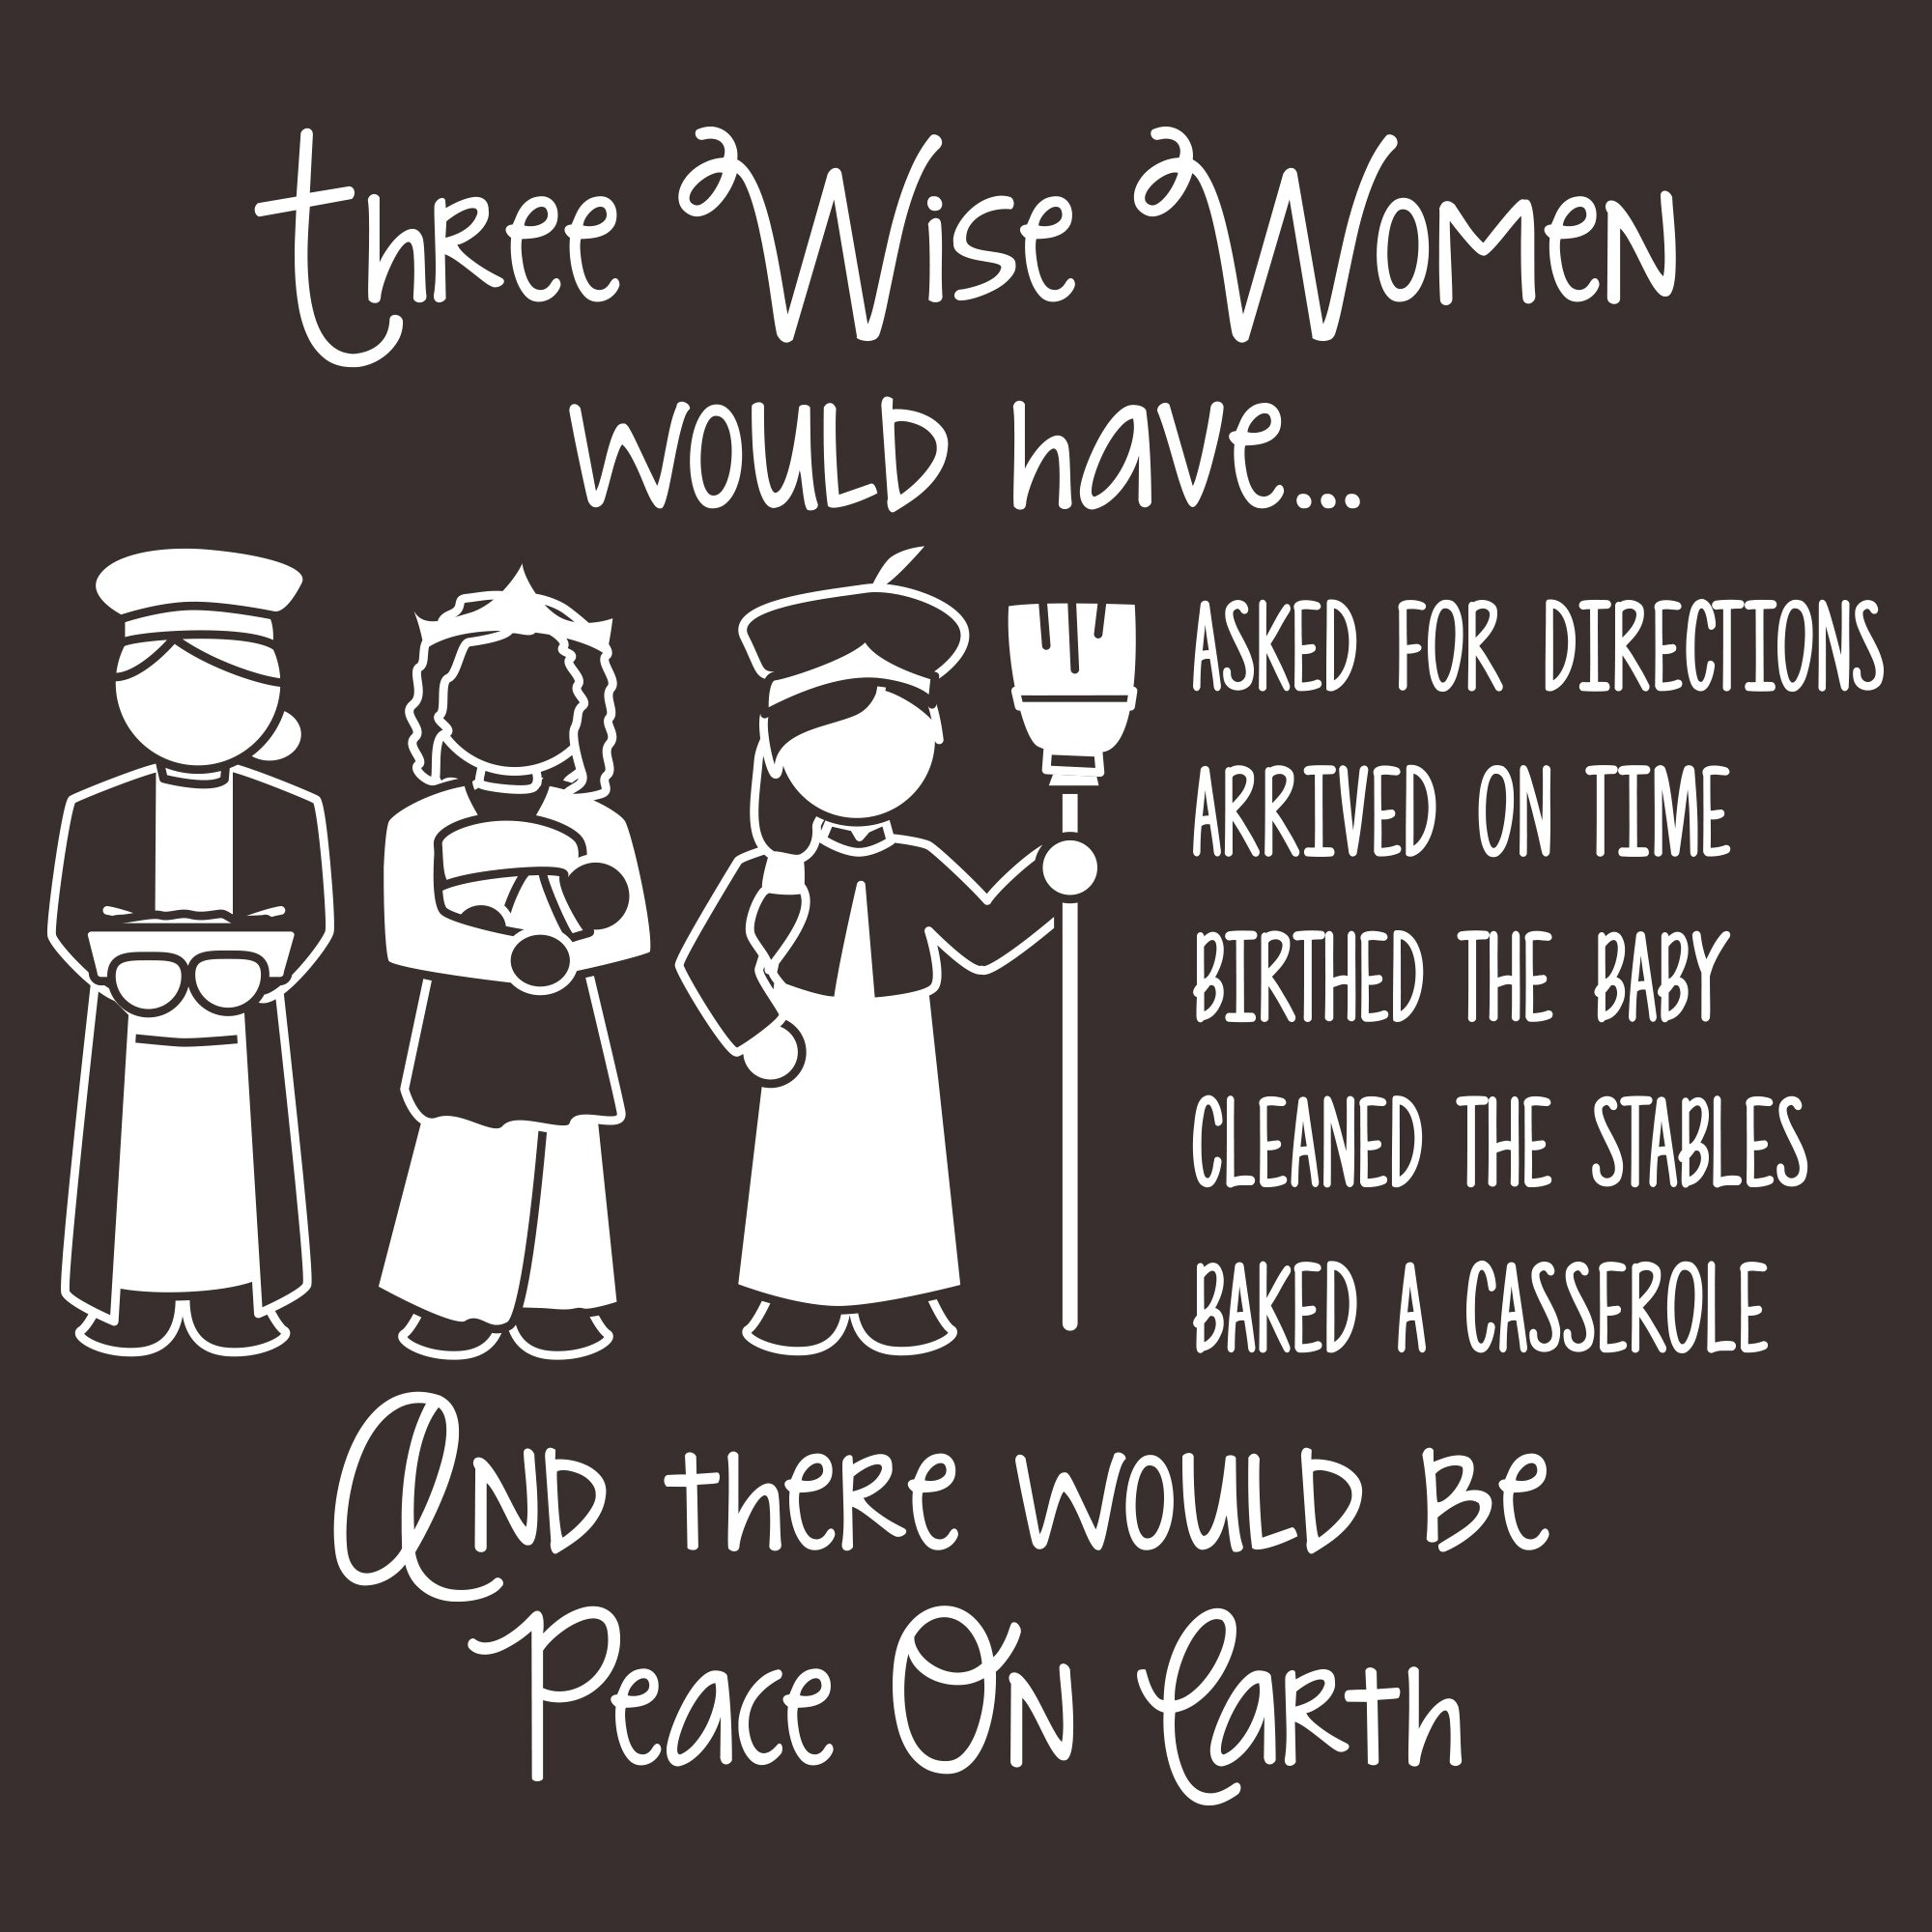 three Wise Women
would have...
ASKED FOR DIRECTIONS
ARRIVED ON TIME
BIRTHED THE BABY
CLEANED THE STABLES
BAKED A CASSEROLE
And there would be
Peace On Earth